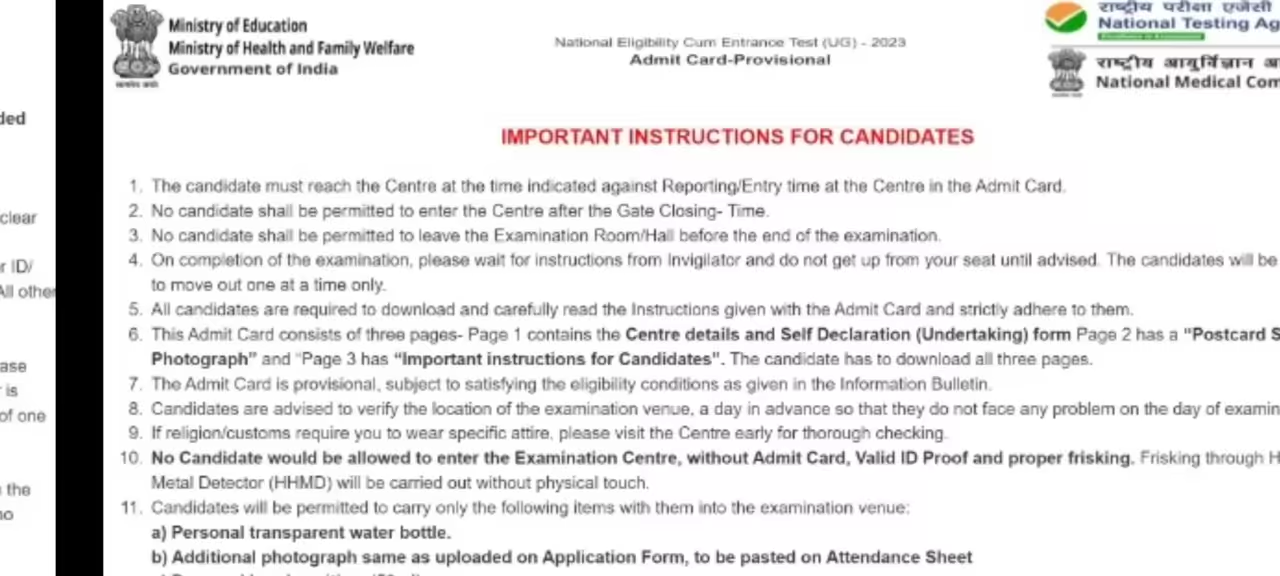 ded
clear
r ID/
All other
ase
r is
of one
the
no
Ministry of Education
Ministry of Health and Family Welfare
Government of India
National Eligibility Cum Entrance Test (UG) - 2023
Admit Card-Provisional
राष्ट्रीय परीक्षा एजेंसी
National Testing Ag
राष्ट्रीय आयुर्विज्ञान आ
National Medical Com
IMPORTANT INSTRUCTIONS FOR CANDIDATES
1. The candidate must reach the Centre at the time indicated against Reporting/Entry time at the Centre in the Admit Card.
2. No candidate shall be permitted to enter the Centre after the Gate Closing- Time.
3. No candidate shall be permitted to leave the Examination Room/Hall before the end of the examination.
4. On completion of the examination, please wait for instructions from Invigilator and do not get up from your seat until advised. The candidates will be
to move out one at a time only.
5. All candidates are required to download and carefully read the Instructions given with the Admit Card and strictly adhere to them.
6. This Admit Card consists of three pages- Page 1 contains the Centre details and Self Declaration (Undertaking) form Page 2 has a "Postcard S
Photograph" and "Page 3 has "Important instructions for Candidates". The candidate has to download all three pages.
7. The Admit Card is provisional, subject to satisfying the eligibility conditions as given in the Information Bulletin.
8. Candidates are advised to verify the location of the examination venue, a day in advance so that they do not face any problem on the day of examin
9. If religion/customs require you to wear specific attire, please visit the Centre early for thorough checking.
10. No Candidate would be allowed to enter the Examination Centre, without Admit Card, Valid ID Proof and proper frisking. Frisking through H
Metal Detector (HHMD) will be carried out without physical touch.
11. Candidates will be permitted to carry only the following items with them into the examination venue:
a) Personal transparent water bottle.
b) Additional photograph same as uploaded on Application Form, to be pasted on Attendance Sheet